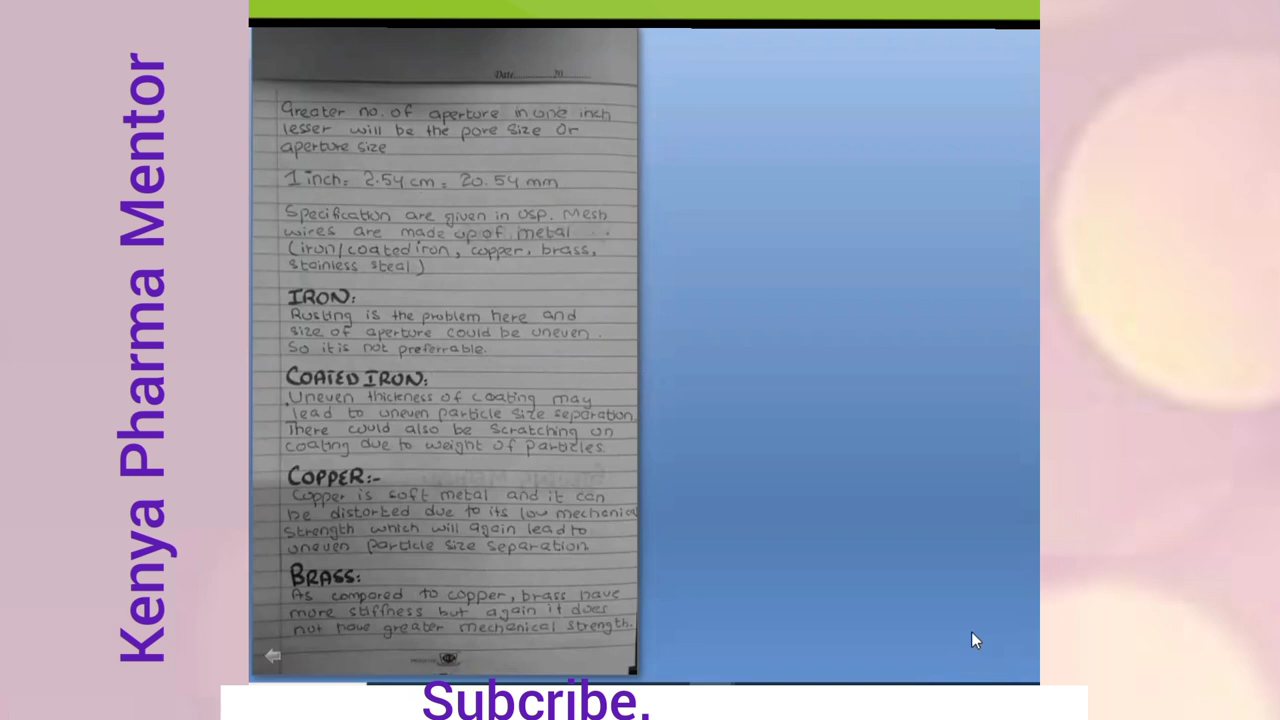 Kenya Pharma Mentor
Date 20
Greater no. of aperture in one inch
lesser will be the pore size or
aperture size
1 inch = 2.54 cm = 20.54 mm
Specification are given in USP. Mesh
wires are made up of metal
(iron/coated iron, copper, brass,
stainless steal)
IRON:
Rusting is the problem here and
size of aperture could be uneven.
So it is not preferrable.
COATED IRON:
Uneven thickness of coating may
lead to uneven particle size separation.
There could also be scratching on
coating due to weight of particles.
COPPER:-
Copper is soft metal and it can
be distorted due to its low mechanical
strength which will again lead to
uneven particle size separation
BRASS:
As compared to copper, brass have
more stiffness but again it does
not have greater mechanical strength.
Subcribe.